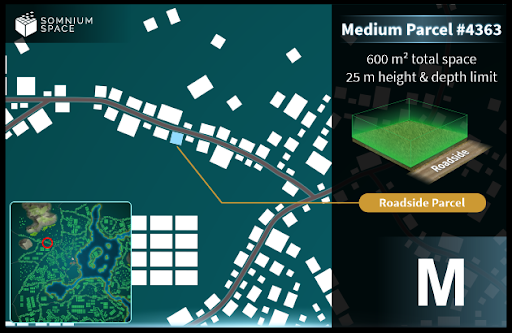 SOMNIUM
SPACE
Medium Parcel #4363
600 m² total space
25 m height & depth limit
Roadside
Roadside Parcel
M